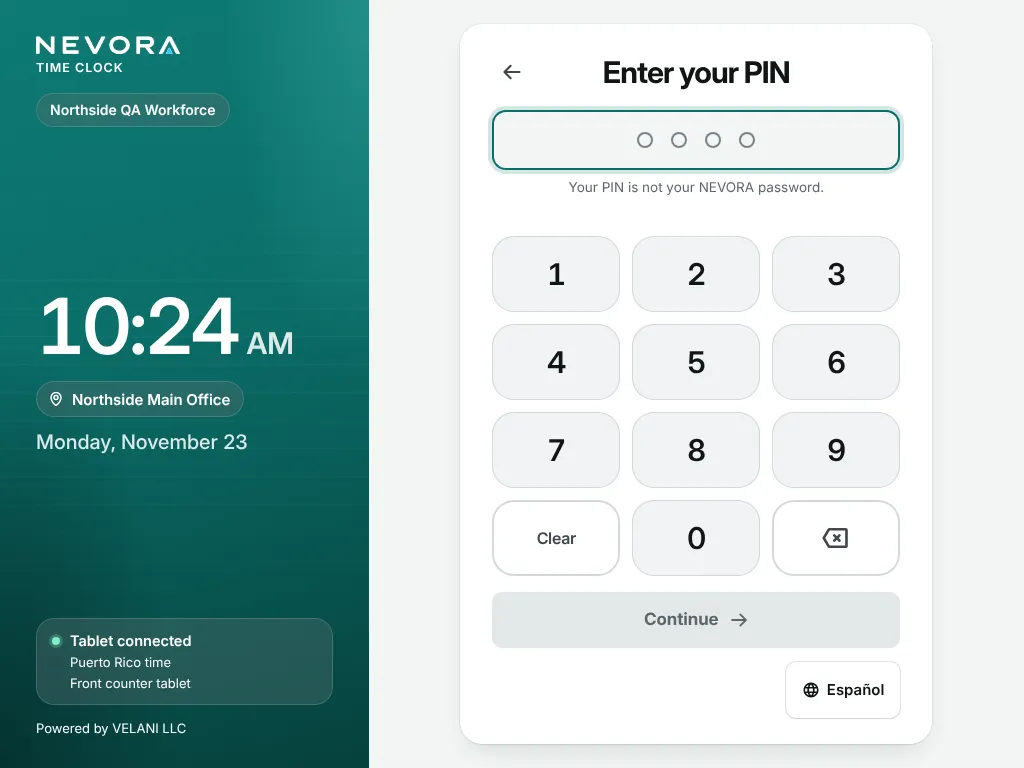 NEVORA
TIME CLOCK
Northside QA Workforce
10:24 AM
Northside Main Office
Monday, November 23
Tablet connected
Puerto Rico time
Front counter tablet
Powered by VELANI LLC
Enter your PIN
Your PIN is not your NEVORA password.
1 2 3
4 5 6
7 8 9
Clear 0
Continue
Español